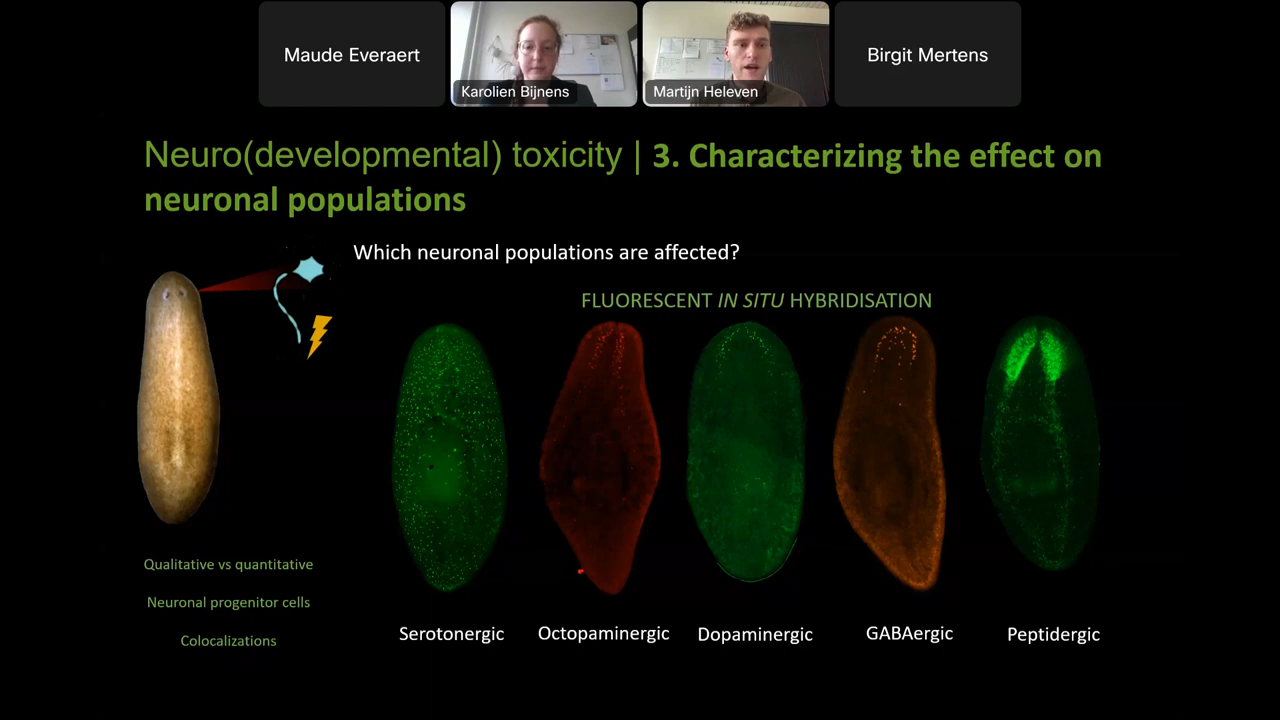 Maude Everaert
Karolien Bijnens
Martijn Heleven
Birgit Mertens
Neuro(developmental) toxicity | 3. Characterizing the effect on
neuronal populations
Which neuronal populations are affected?
FLUORESCENT IN SITU HYBRIDISATION
Qualitative vs quantitative
Neuronal progenitor cells
Colocalizations
Serotonergic
Octopaminergic
Dopaminergic
GABAergic
Peptidergic